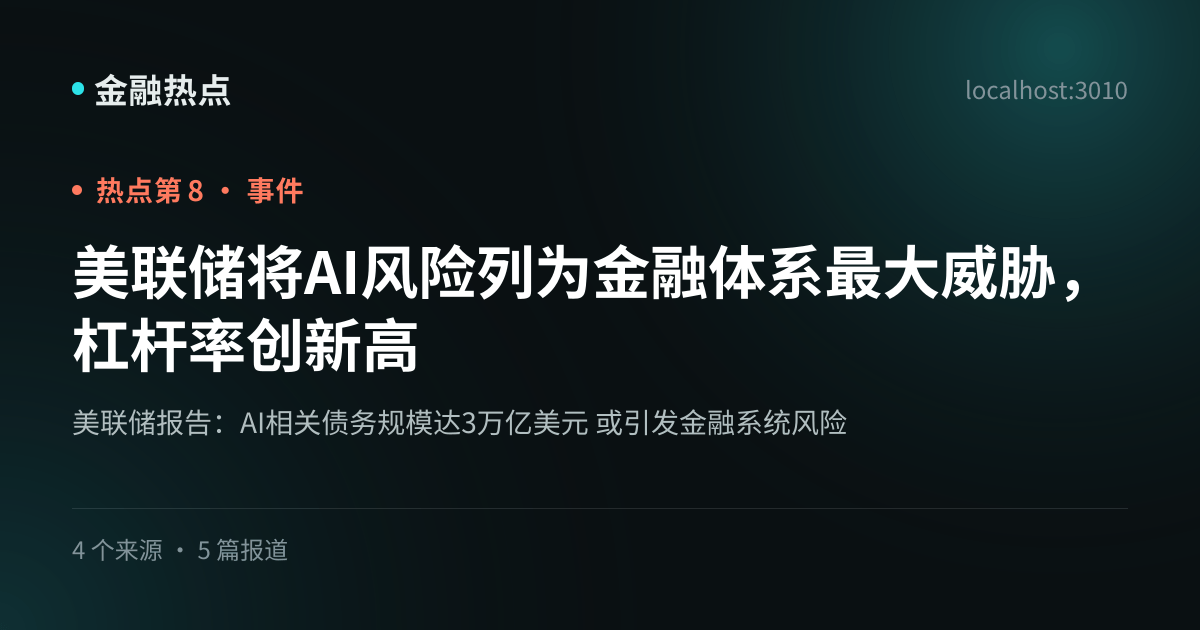 金融热点
localhost:3010
热点第 8 · 事件
美联储将AI风险列为金融体系最大威胁，
杠杆率创新高
美联储报告：AI相关债务规模达3万亿美元 或引发金融系统风险
4 个来源 · 5 篇报道